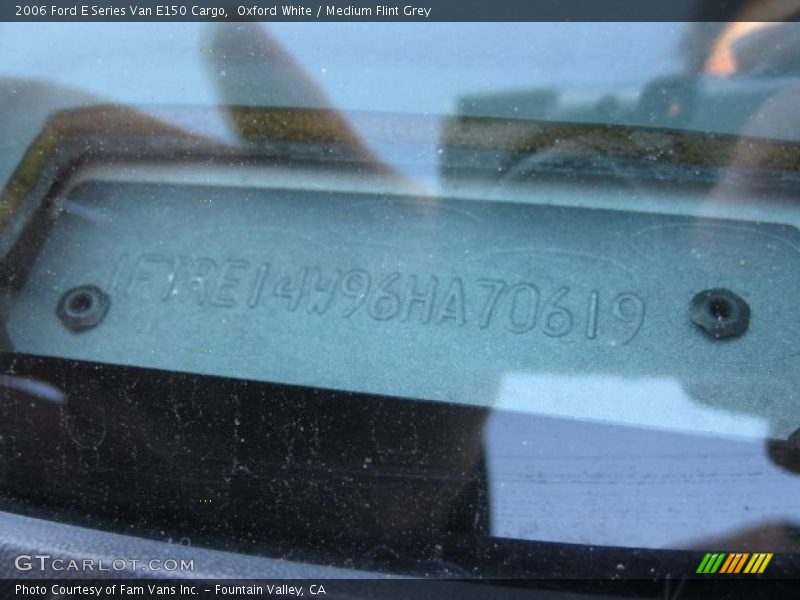 2006 Ford E Series Van E150 Cargo, Oxford White / Medium Flint Grey
1FTRE14W96HA70619
GTCARLOT.COM
Photo Courtesy of Fam Vans Inc. – Fountain Valley, CA